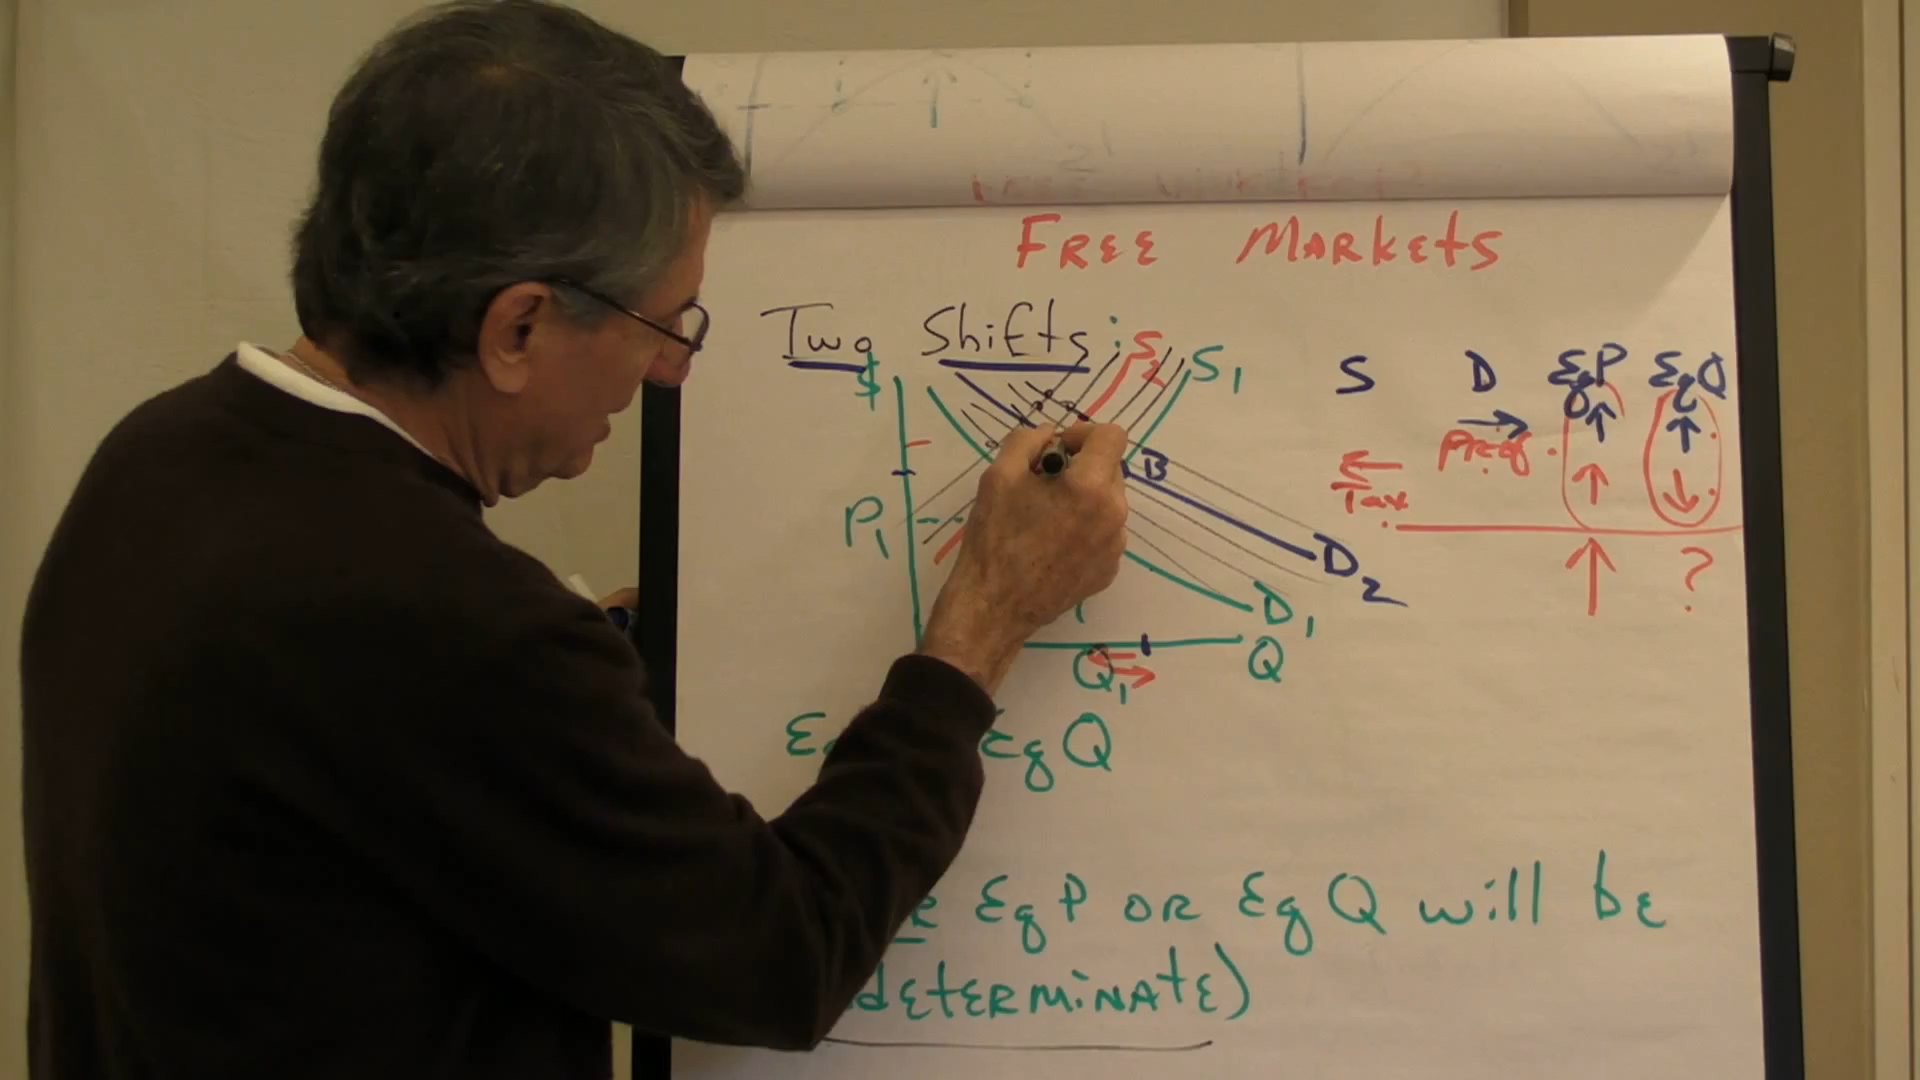 FREE MARKETS
Two Shifts
$ S2 S1 S D EqP EqQ
B Pref.
P1 Tax
D2 ?
D1
Q1 Q
EqQ
EqP OR EqQ will bE